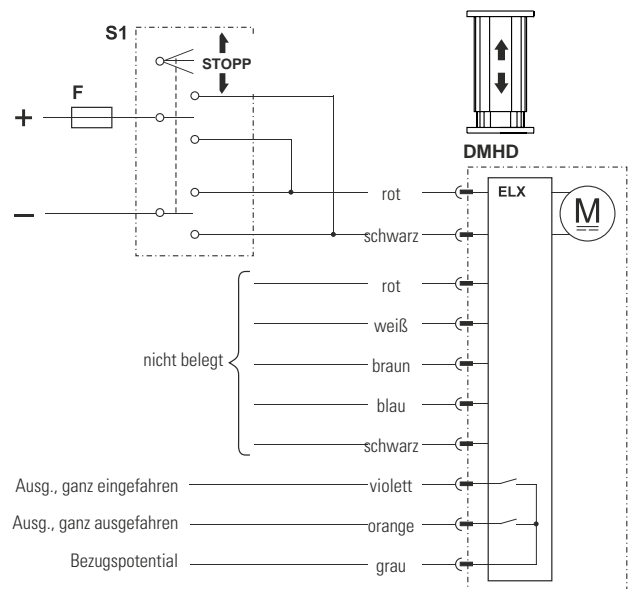 S1
STOPP
F
+
–
DMHD
rot
ELX
M
schwarz
rot
weiß
nicht belegt
braun
blau
schwarz
Ausg., ganz eingefahren
violett
Ausg., ganz ausgefahren
orange
Bezugspotential
grau